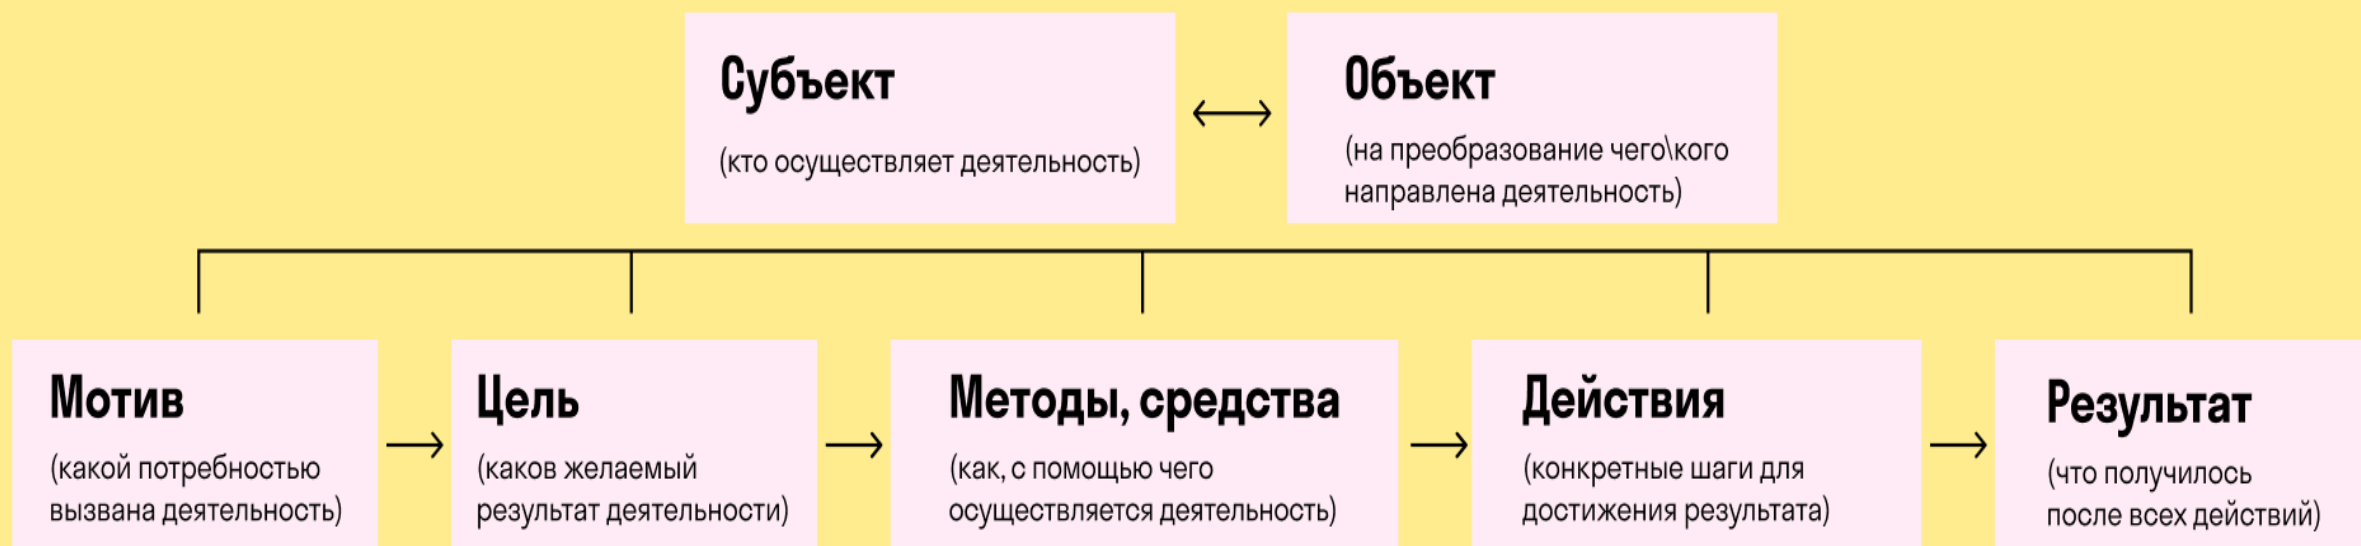 Субъект
(кто осуществляет деятельность)
Объект
(на преобразование чего\кого
направлена деятельность)
Мотив
(какой потребностью
вызвана деятельность)
Цель
(каков желаемый
результат деятельности)
Методы, средства
(как, с помощью чего
осуществляется деятельность)
Действия
(конкретные шаги для
достижения результата)
Результат
(что получилось
после всех действий)